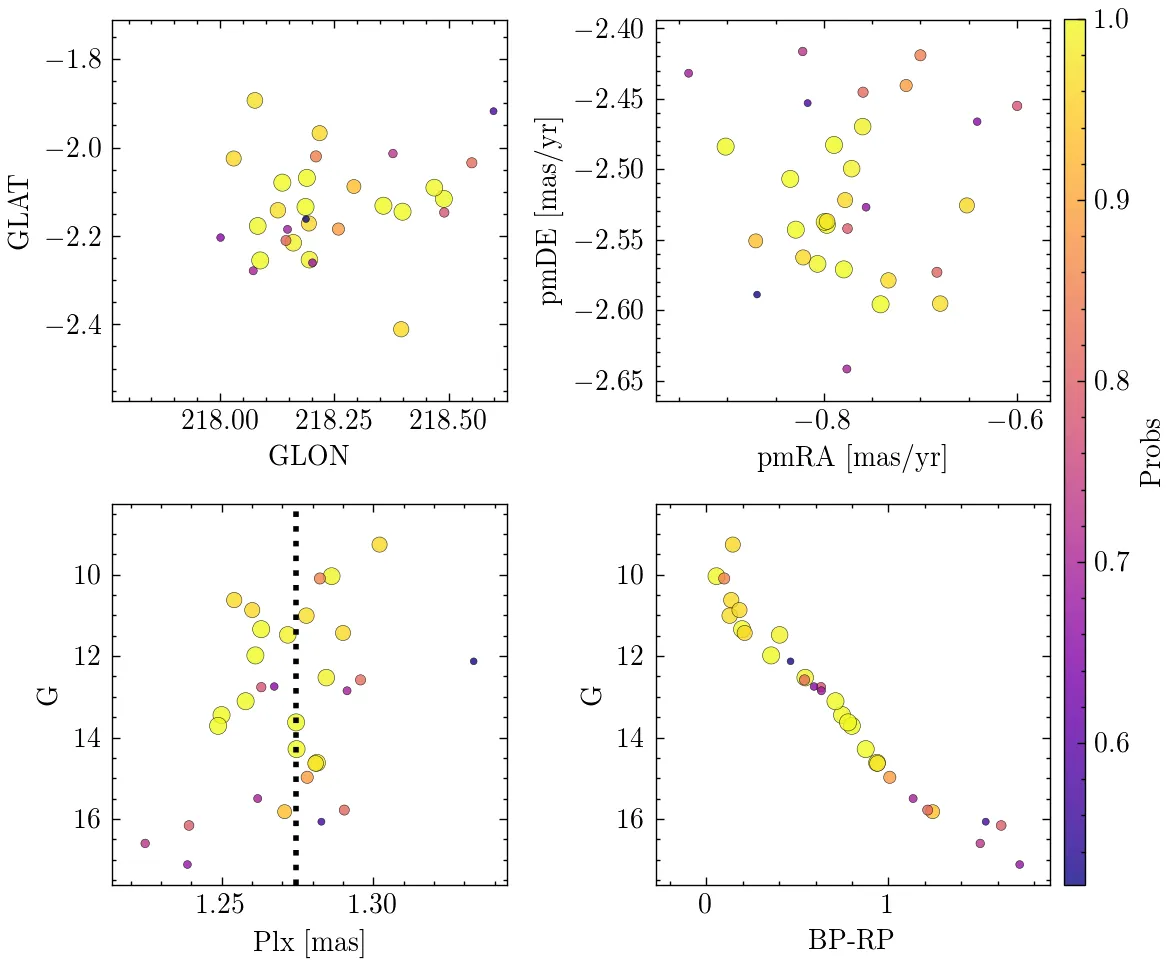 −1.8
−2.0
−2.2
−2.4
GLAT
218.00 218.25 218.50
GLON
−2.40
−2.45
−2.50
−2.55
−2.60
−2.65
pmDE [mas/yr]
−0.8 −0.6
pmRA [mas/yr]
1.0
0.9
0.8
0.7
0.6
Probs
10
12
14
16
G
1.25 1.30
Plx [mas]
10
12
14
16
G
0 1
BP-RP